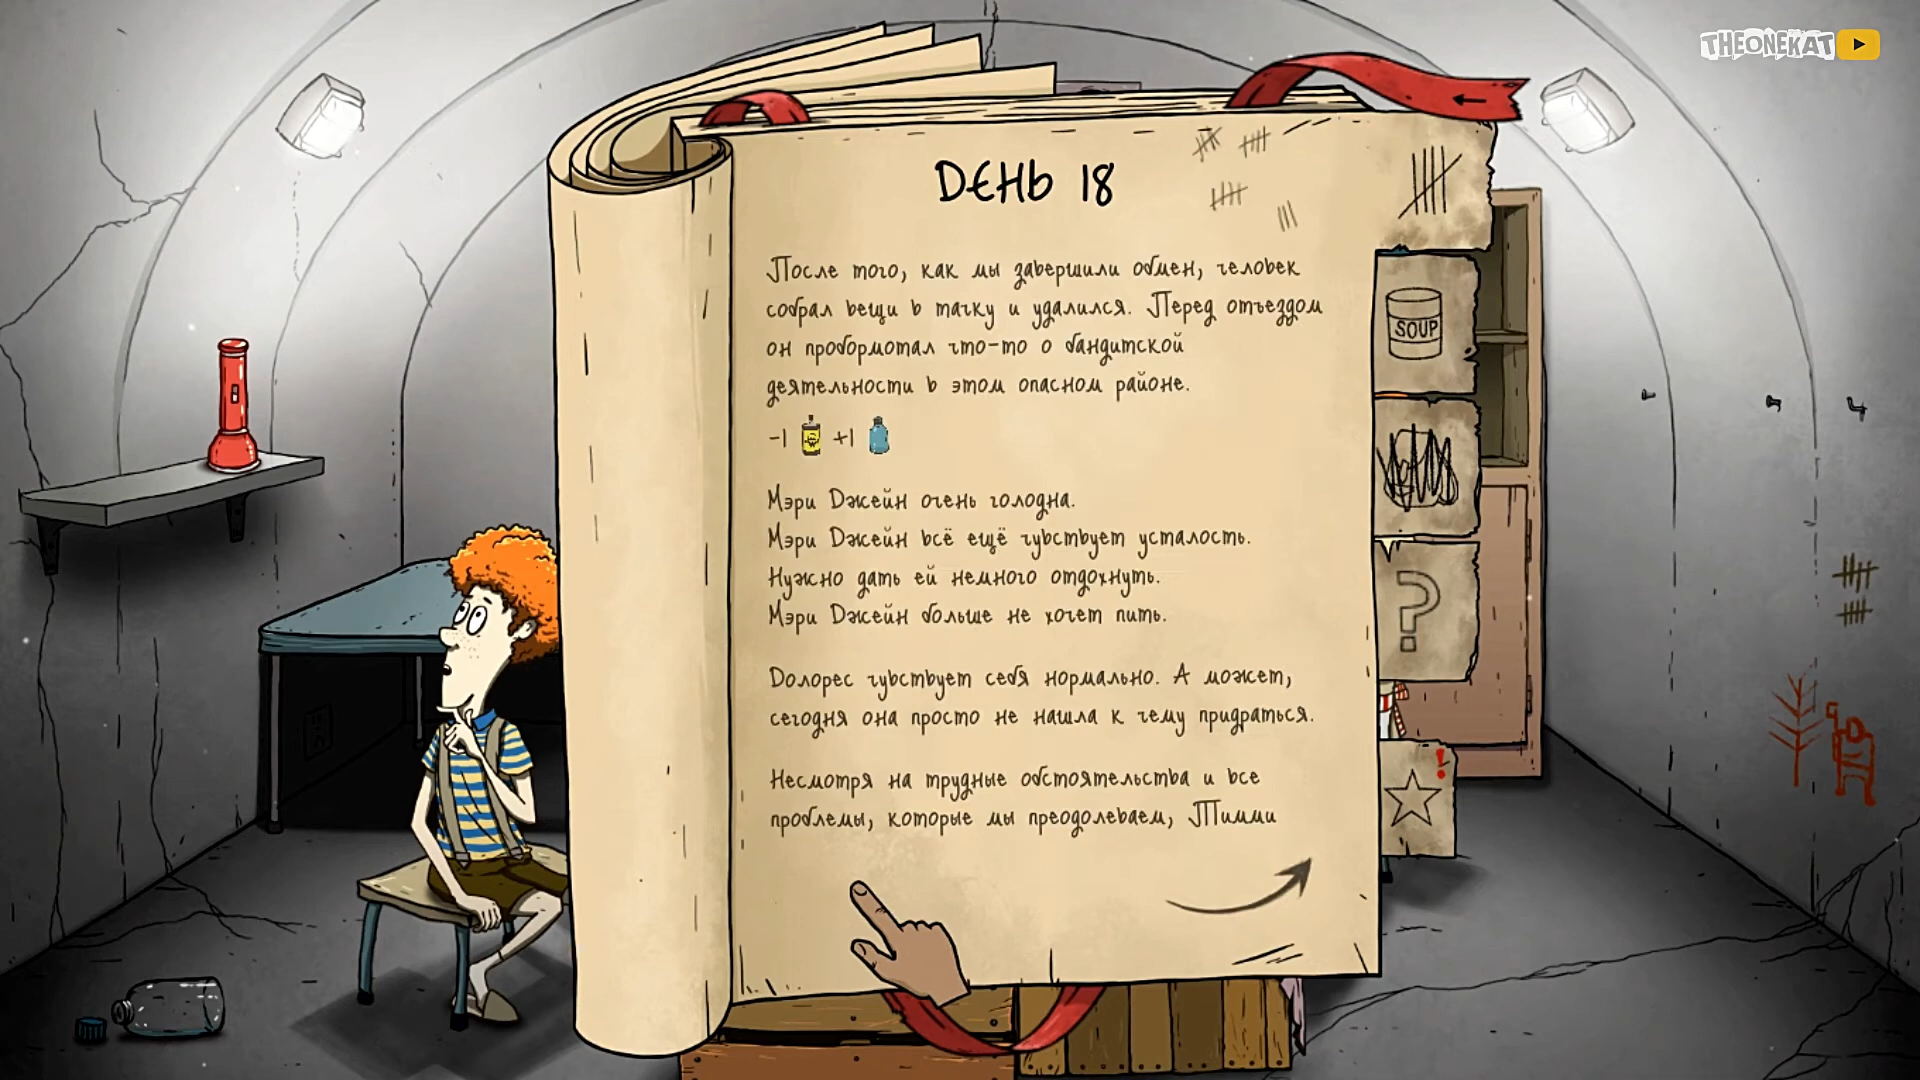 THEONEKAT
ДЕНЬ 18
После того, как мы завершили обмен, человек
собрал вещи в тачку и удалился. Перед отъездом
он пробормотал что-то о бандитской
деятельности в этом опасном районе.
-1 +1
SOUP
Мэри Джейн очень голодна.
Мэри Джейн всё ещё чувствует усталость.
Нужно дать ей немного отдохнуть.
Мэри Джейн больше не хочет пить.
?
Долорес чувствует себя нормально. А может,
сегодня она просто не нашла к чему придраться.
!
Несмотря на трудные обстоятельства и все
проблемы, которые мы преодолеваем, Тимми